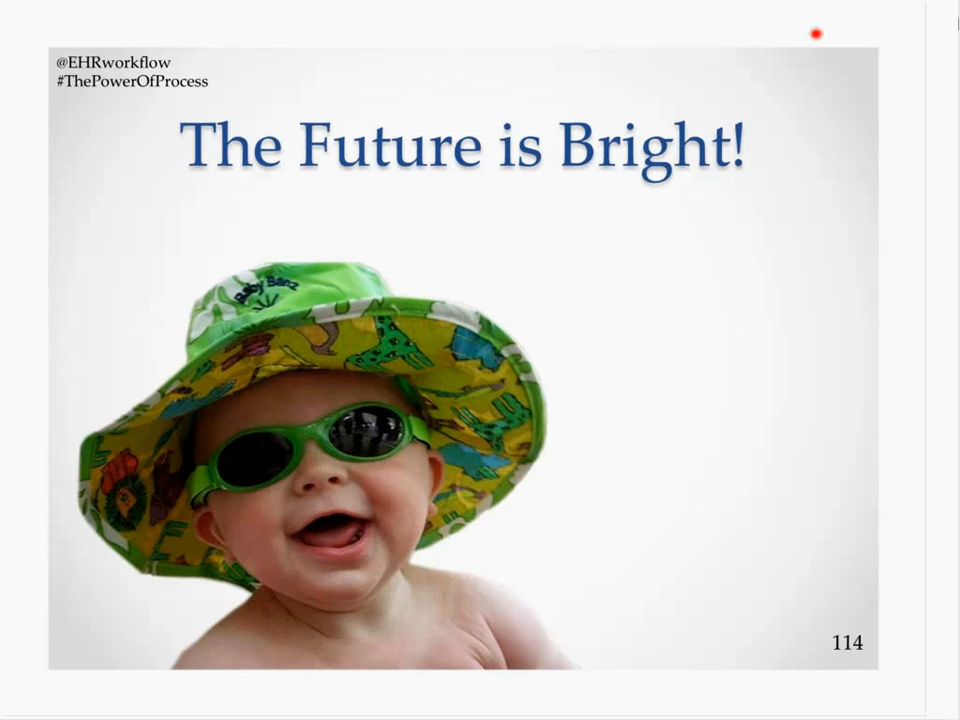 @EHRworkflow
#ThePowerOfProcess
The Future is Bright!
Baby Banz
114